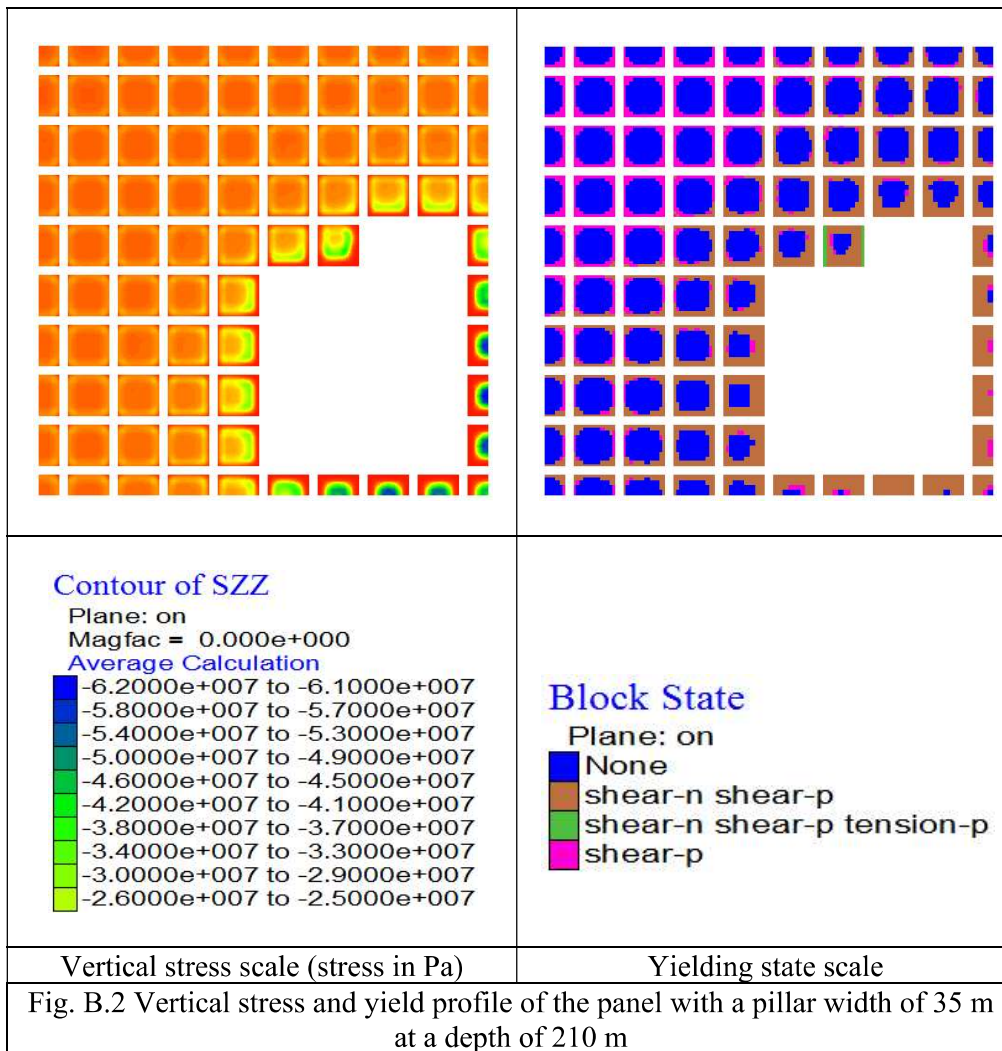 Contour of SZZ
Plane: on
Magfac = 0.000e+000
Average Calculation
-6.2000e+007 to -6.1000e+007
-5.8000e+007 to -5.7000e+007
-5.4000e+007 to -5.3000e+007
-5.0000e+007 to -4.9000e+007
-4.6000e+007 to -4.5000e+007
-4.2000e+007 to -4.1000e+007
-3.8000e+007 to -3.7000e+007
-3.4000e+007 to -3.3000e+007
-3.0000e+007 to -2.9000e+007
-2.6000e+007 to -2.5000e+007
Block State
Plane: on
None
shear-n shear-p
shear-n shear-p tension-p
shear-p
Vertical stress scale (stress in Pa)
Yielding state scale
Fig. B.2 Vertical stress and yield profile of the panel with a pillar width of 35 m
at a depth of 210 m